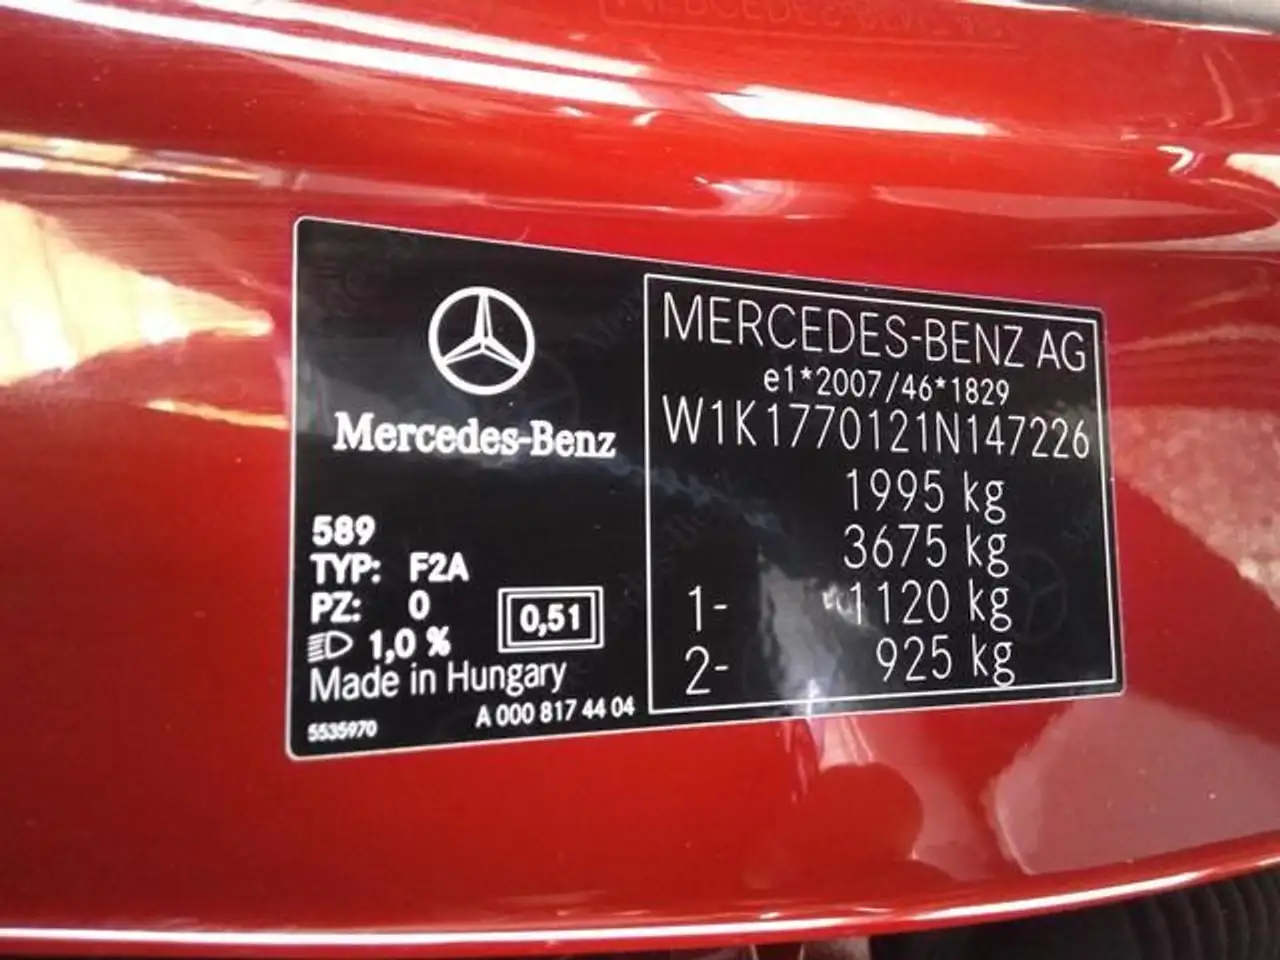 Mercedes-Benz
589
TYP: F2A
PZ: 0
1,0 %
0,51
Made in Hungary
5535970
A 000 817 44 04
MERCEDES-BENZ AG
e1*2007/46*1829
W1K1770121N147226
1995 kg
3675 kg
1- 1120 kg
2- 925 kg